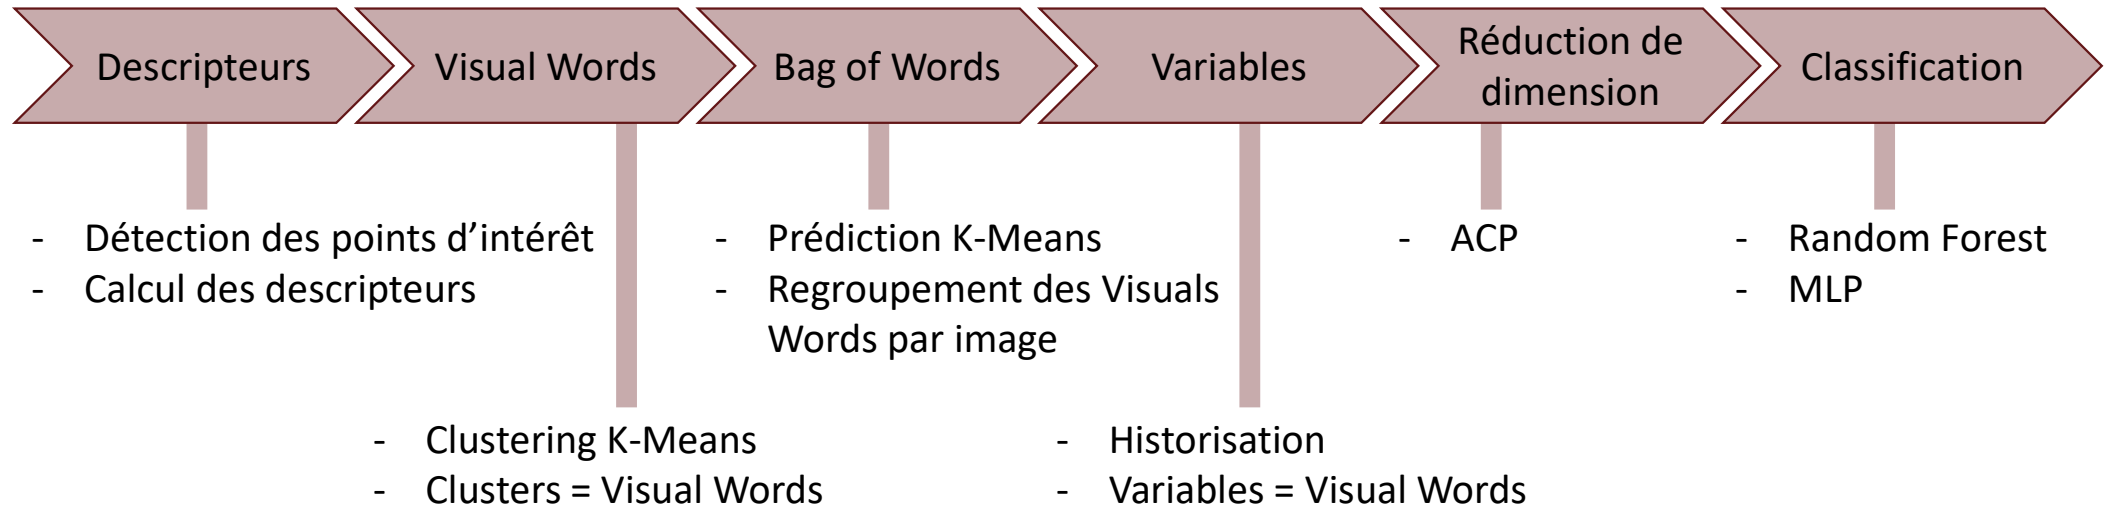 Descripteurs
Visual Words
Bag of Words
Variables
Réduction de
dimension
Classification
- Détection des points d’intérêt
- Calcul des descripteurs
- Clustering K-Means
- Clusters = Visual Words
- Prédiction K-Means
- Regroupement des Visuals
Words par image
- Historisation
- Variables = Visual Words
- ACP
- Random Forest
- MLP